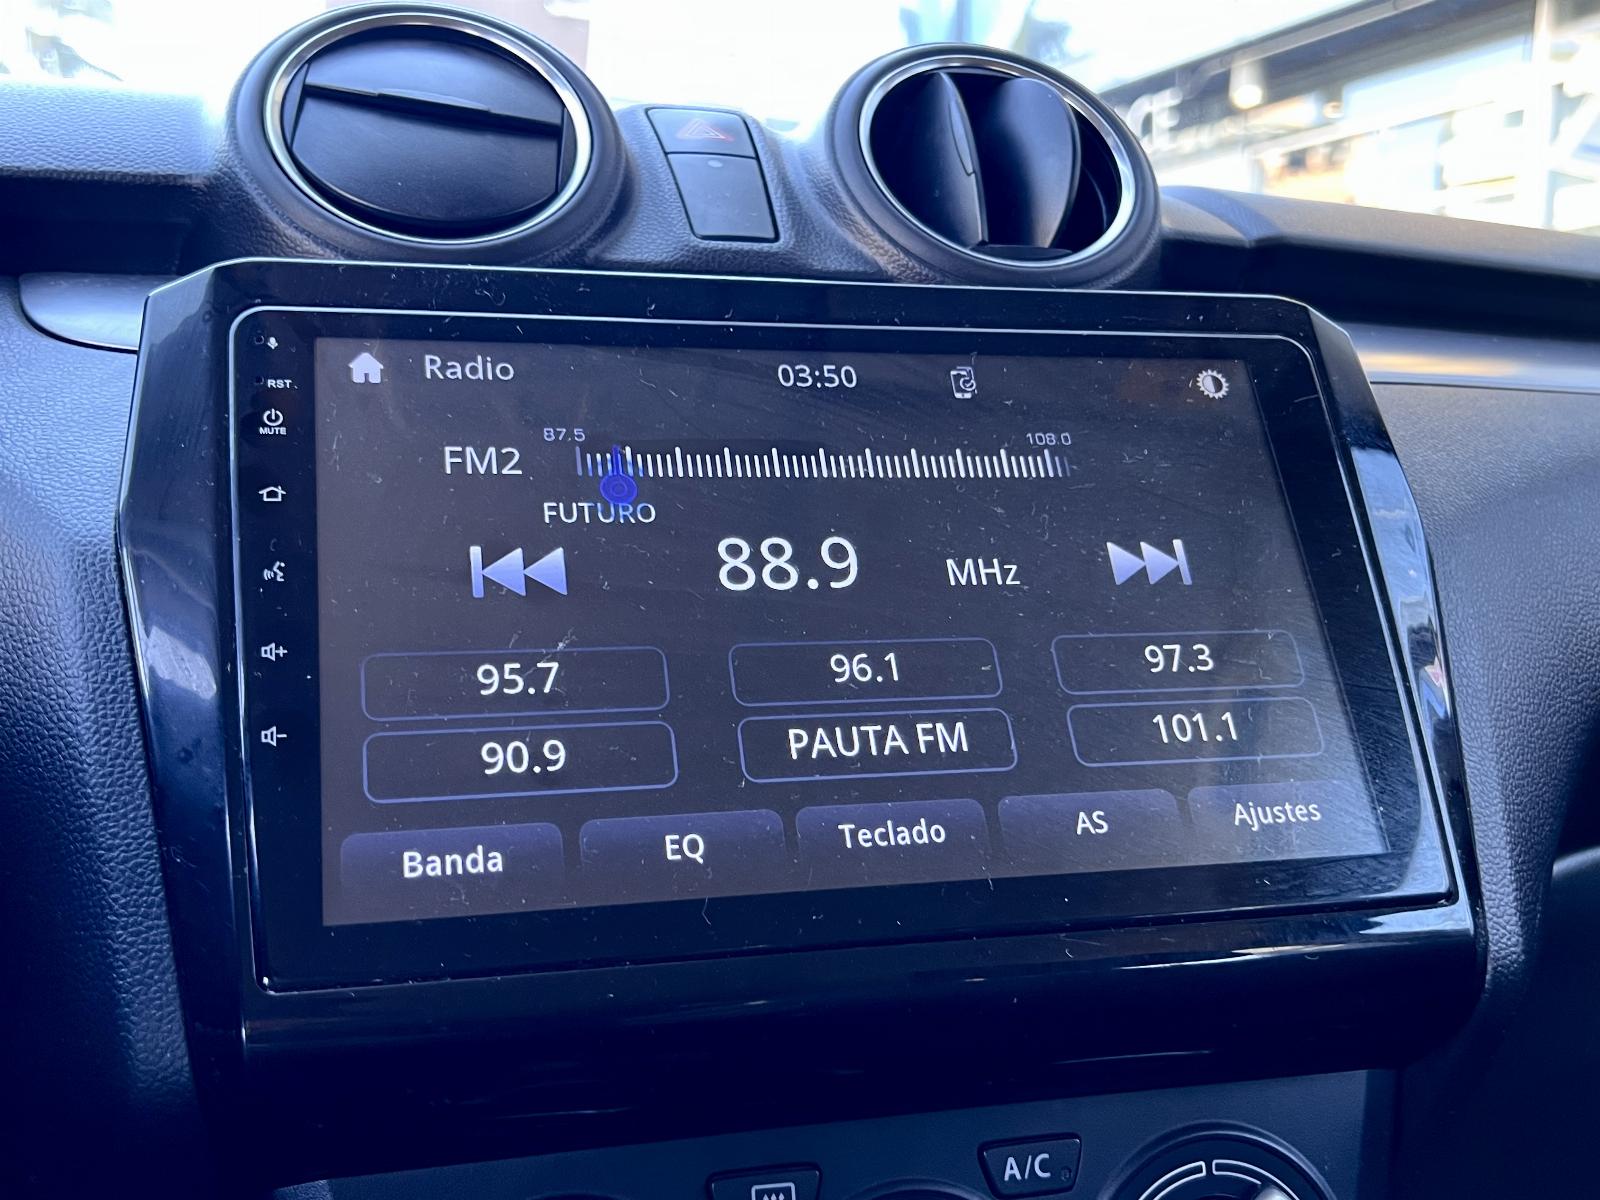 CE
RST
MUTE
Radio
03:50
87.5
108.0
FM2
FUTURO
88.9
MHz
95.7
96.1
97.3
90.9
PAUTA FM
101.1
Banda
EQ
Teclado
AS
Ajustes
A/C